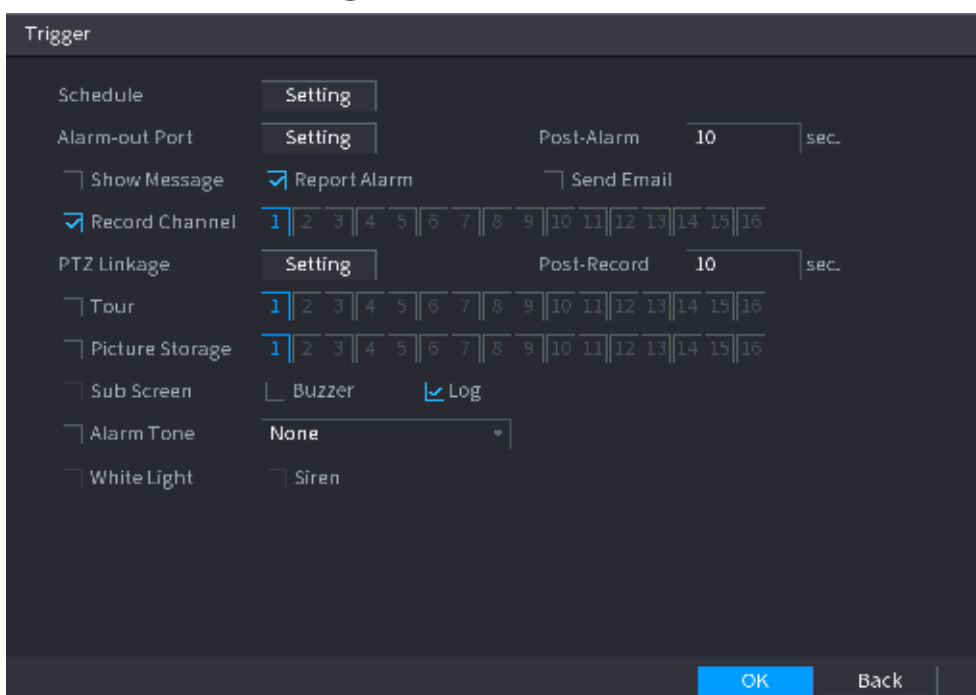 Trigger
Schedule Setting
Alarm-out Port Setting Post-Alarm 10 sec.
Show Message Report Alarm Send Email
Record Channel 1 2 3 4 5 6 7 8 9 10 11 12 13 14 15 16
PTZ Linkage Setting Post-Record 10 sec.
Tour 1 2 3 4 5 6 7 8 9 10 11 12 13 14 15 16
Picture Storage 1 2 3 4 5 6 7 8 9 10 11 12 13 14 15 16
Sub Screen Buzzer Log
Alarm Tone None
White Light Siren
OK Back